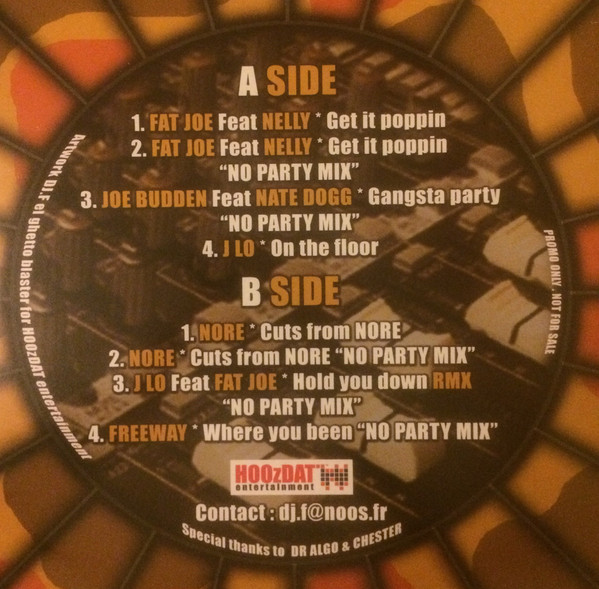 A SIDE
1. FAT JOE Feat NELLY * Get it poppin
2. FAT JOE Feat NELLY * Get it poppin
“NO PARTY MIX”
3. JOE BUDDEN Feat NATE DOGG * Gangsta party
“NO PARTY MIX”
4. J LO * On the floor
B SIDE
1. NORE * Cuts from NORE
2. NORE * Cuts from NORE “NO PARTY MIX”
3. J LO Feat FAT JOE * Hold you down RMX
“NO PARTY MIX”
4. FREEWAY * Where you been “NO PARTY MIX”
HOOzDAT
entertainment
Contact : dj.f@noos.fr
Special thanks to DR ALGO & CHESTER
Artwork DJ.F et ghetto blaster for HOOzDAT entertainment
PROMO ONLY . NOT FOR SALE